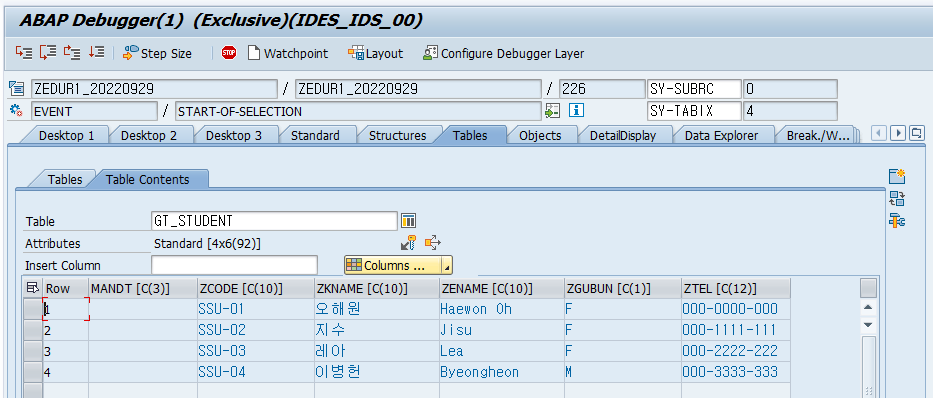 ABAP Debugger(1) (Exclusive)(IDES_IDS_00)
Step Size STOP Watchpoint Layout Configure Debugger Layer
ZEDUR1_20220929 / ZEDUR1_20220929 / 226 SY-SUBRC 0
EVENT / START-OF-SELECTION SY-TABIX 4
Desktop 1 Desktop 2 Desktop 3 Standard Structures Tables Objects DetailDisplay Data Explorer Break./W...
Tables Table Contents
Table GT_STUDENT
Attributes Standard [4x6(92)]
Insert Column Columns ...
Row MANDT [C(3)] ZCODE [C(10)] ZKNAME [C(10)] ZENAME [C(10)] ZGUBUN [C(1)] ZTEL [C(12)]
1 SSU-01 오해원 Haewon Oh F 000-0000-000
2 SSU-02 지수 Jisu F 000-1111-111
3 SSU-03 레아 Lea F 000-2222-222
4 SSU-04 이병헌 Byeongheon M 000-3333-333